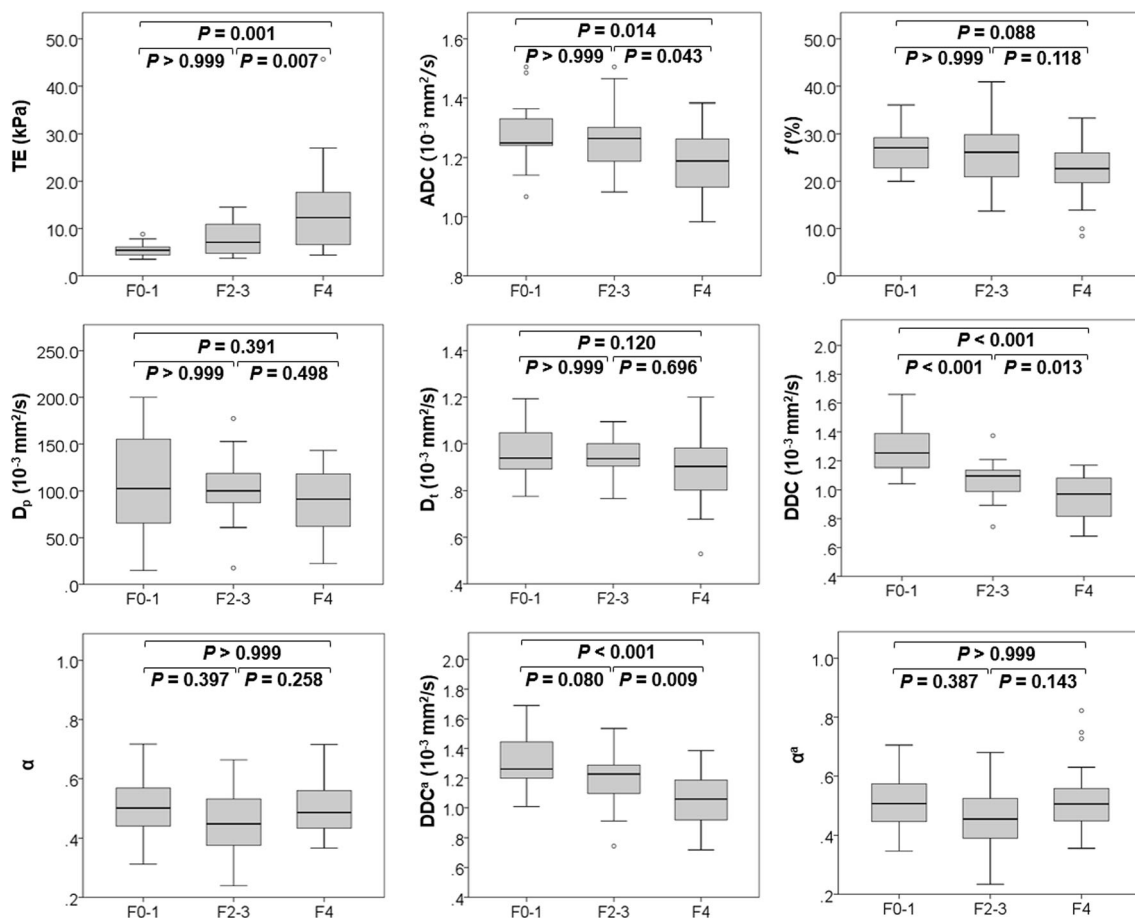 P = 0.001
P > 0.999 P = 0.007
TE (kPa)
50.0
40.0
30.0
20.0
10.0
.0
F0-1 F2-3 F4
P = 0.014
P > 0.999 P = 0.043
ADC (10⁻³ mm²/s)
1.6
1.4
1.2
1.0
.8
F0-1 F2-3 F4
P = 0.088
P > 0.999 P = 0.118
f (%)
50.0
40.0
30.0
20.0
10.0
.0
F0-1 F2-3 F4
P = 0.391
P > 0.999 P = 0.498
Dₚ (10⁻³ mm²/s)
250.0
200.0
150.0
100.0
50.0
.0
F0-1 F2-3 F4
P = 0.120
P > 0.999 P = 0.696
Dₜ (10⁻³ mm²/s)
1.4
1.2
1.0
.8
.6
.4
F0-1 F2-3 F4
P < 0.001
P < 0.001 P = 0.013
DDC (10⁻³ mm²/s)
2.0
1.8
1.6
1.4
1.2
1.0
.8
.6
.4
F0-1 F2-3 F4
P > 0.999
P = 0.397 P = 0.258
α
1.0
.8
.6
.4
.2
F0-1 F2-3 F4
P < 0.001
P = 0.080 P = 0.009
DDCᵃ (10⁻³ mm²/s)
2.0
1.8
1.6
1.4
1.2
1.0
.8
.6
.4
F0-1 F2-3 F4
P > 0.999
P = 0.387 P = 0.143
αᵃ
1.0
.8
.6
.4
.2
F0-1 F2-3 F4